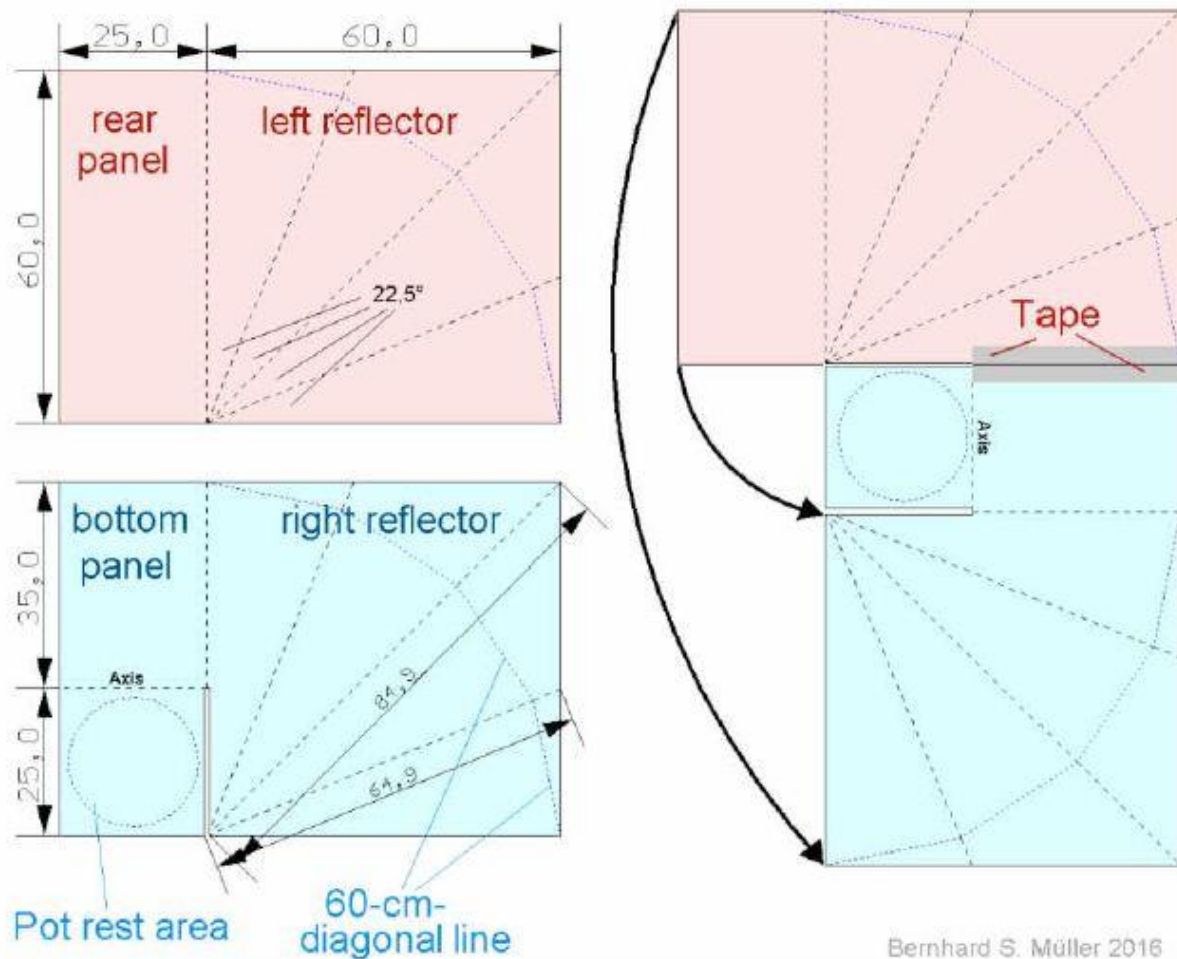 25,0
60,0
rear
panel
left reflector
60,0
22,5°
Tape
Axis
bottom
panel
right reflector
35,0
Axis
25,0
84,9
64,9
Pot rest area
60-cm-
diagonal line
Bernhard S. Müller 2016